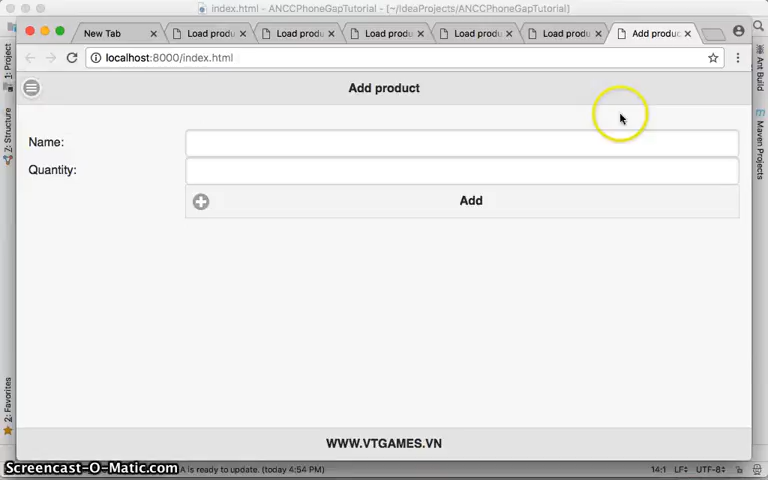 index.html - ANCCPhoneGapTutorial - [~/IdeaProjects/ANCCPhoneGapTutorial]
New Tab
Load produ
Load produ
Load produ
Load produ
Load produ
Add produc
localhost:8000/index.html
1: Project
7: Structure
2: Favorites
Ant Build
Maven Projects
Add product
Name:
Quantity:
Add
WWW.VTGAMES.VN
Screencast-O-Matic.com
A is ready to update. (today 4:54 PM)
14:1 LF UTF-8